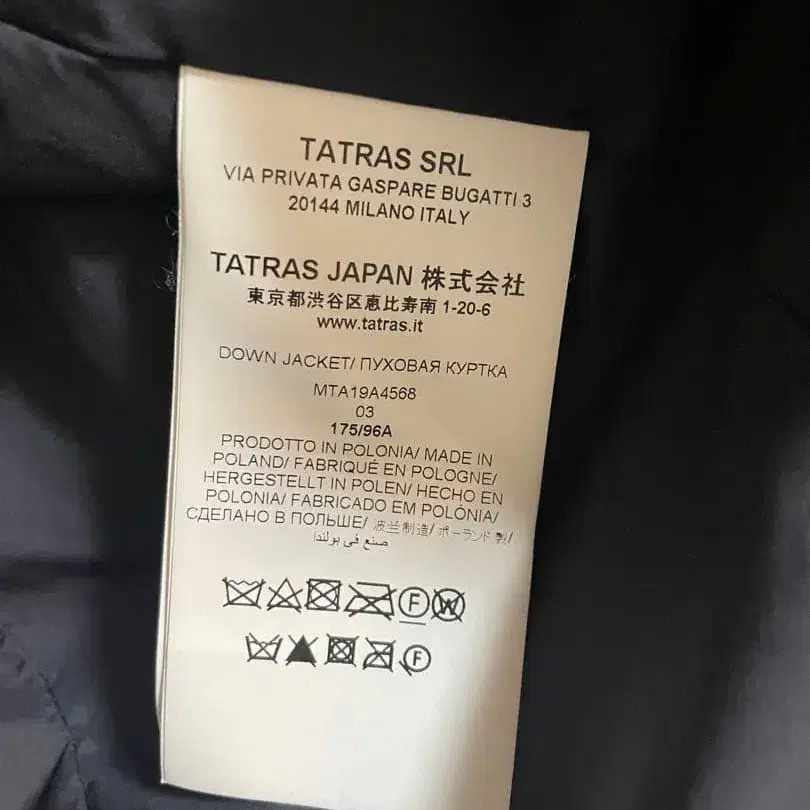 TATRAS SRL
VIA PRIVATA GASPARE BUGATTI 3
20144 MILANO ITALY
TATRAS JAPAN 株式会社
東京都渋谷区恵比寿南 1-20-6
www.tatras.it
DOWN JACKET/ ПУХОВАЯ КУРТКА
MTA19A4568
03
175/96A
PRODOTTO IN POLONIA/ MADE IN
POLAND/ FABRIQUÉ EN POLOGNE/
HERGESTELLT IN POLEN/ HECHO EN
POLONIA/ FABRICADO EM POLÓNIA/
СДЕЛАНО В ПОЛЬШЕ/ 波兰制造/ ポーランド 製/
صنع في بولندا
F W
F